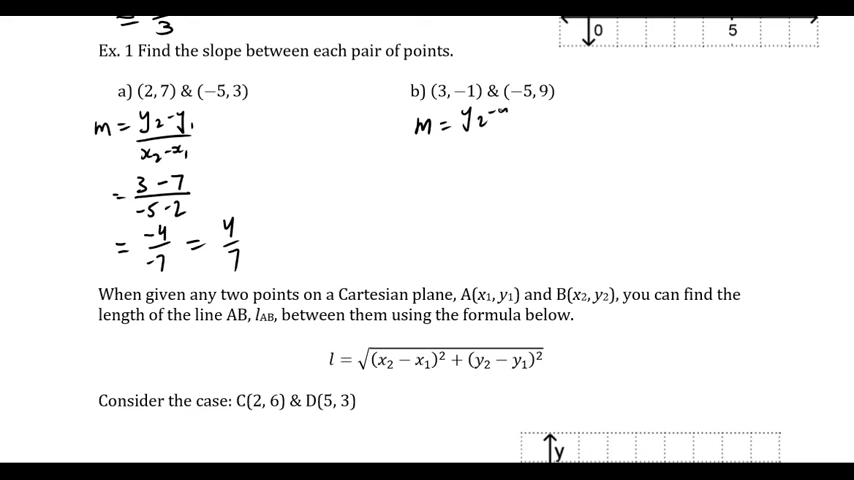 = 3
0 5
Ex. 1 Find the slope between each pair of points.
a) (2, 7) & (−5, 3)
b) (3, −1) & (−5, 9)
m = y₂-y₁ / x₂-x₁
= 3-7 / -5-2
= -4/-7 = 4/7
m = y₂-
When given any two points on a Cartesian plane, A(x₁, y₁) and B(x₂, y₂), you can find the
length of the line AB, lAB, between them using the formula below.
l = √(x₂ − x₁)² + (y₂ − y₁)²
Consider the case: C(2, 6) & D(5, 3)
y